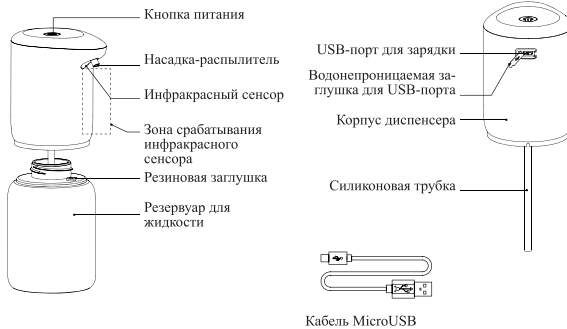 Кнопка питания
Насадка-распылитель
Инфракрасный сенсор
Зона срабатывания
инфракрасного
сенсора
Резиновая заглушка
Резервуар для
жидкости
USB-порт для зарядки
Водонепроницаемая за-
глушка для USB-порта
Корпус диспенсера
Силиконовая трубка
Кабель MicroUSB